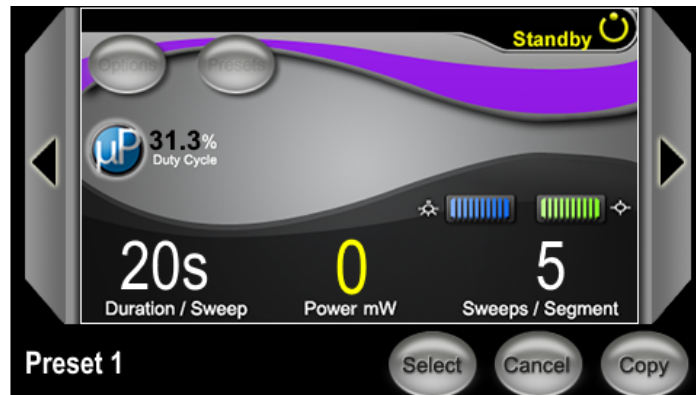 Standby
Options Presets
μP 31.3%
Duty Cycle
20s 0 5
Duration / Sweep Power mW Sweeps / Segment
Preset 1 Select Cancel Copy